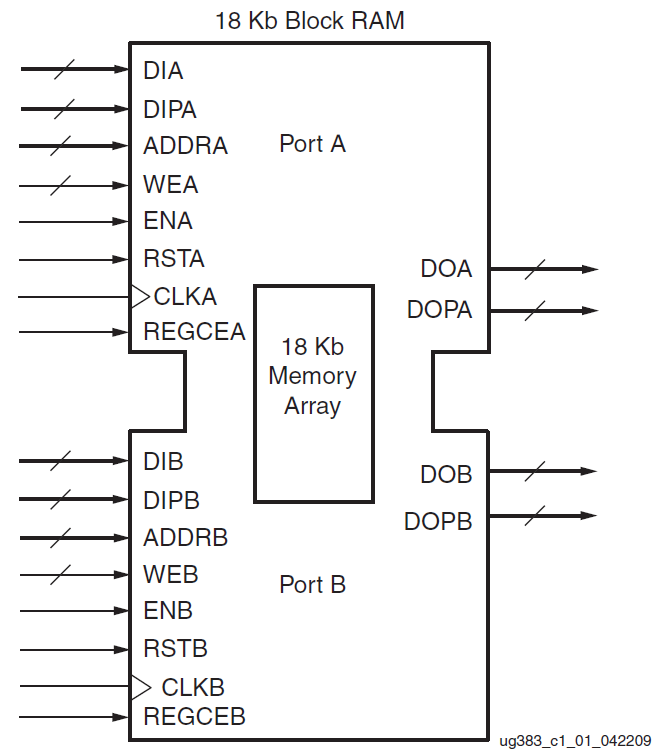 18 Kb Block RAM
DIA
DIPA
ADDRA
Port A
WEA
ENA
RSTA
DOA
CLKA
DOPA
REGCEA
18 Kb
Memory
Array
DIB
DOB
DIPB
DOPB
ADDRB
WEB
Port B
ENB
RSTB
CLKB
REGCEB
ug383_c1_01_042209